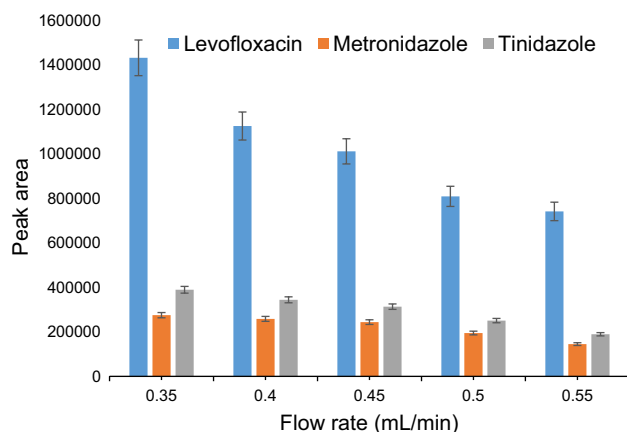 1600000
Levofloxacin Metronidazole Tinidazole
1400000
1200000
1000000
800000
600000
400000
200000
0
Peak area
0.35 0.4 0.45 0.5 0.55
Flow rate (mL/min)